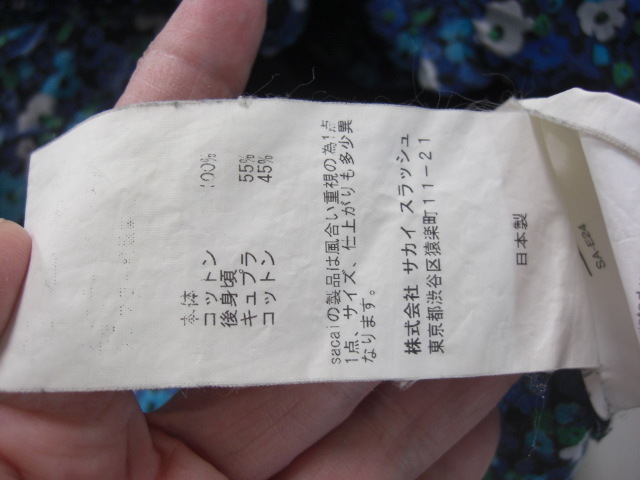 本体
コットン 100%
後身頃
キュプラ 55%
コットン 45%
sacaiの製品は風合い重視の為1点
1点、サイズ、仕上がりも多少異
なります。
株式会社 サカイ スラッシュ
東京都渋谷区猿楽町11-21
日本製
SA E24